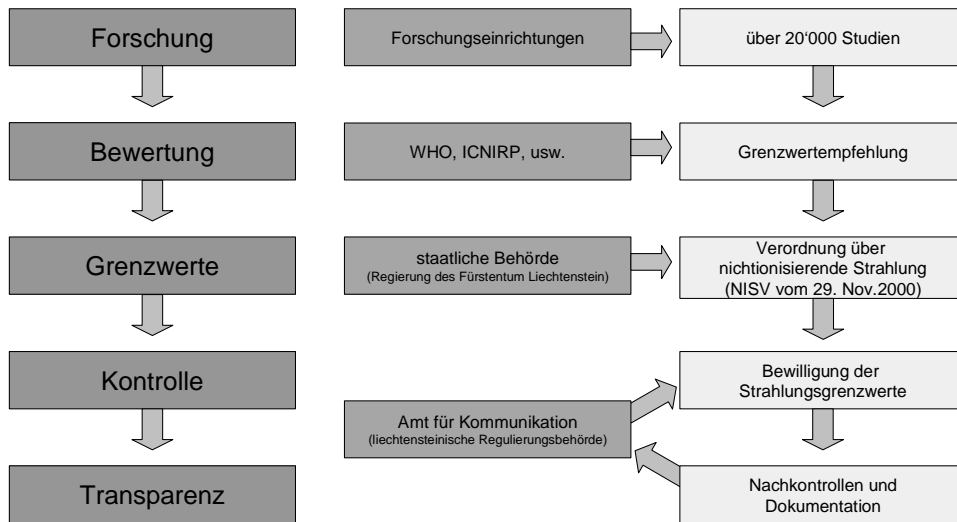 Forschung
Forschungseinrichtungen
über 20‘000 Studien
Bewertung
WHO, ICNIRP, usw.
Grenzwertempfehlung
Grenzwerte
staatliche Behörde
(Regierung des Fürstentum Liechtenstein)
Verordnung über
nichtionisierende Strahlung
(NISV vom 29. Nov.2000)
Kontrolle
Amt für Kommunikation
(liechtensteinische Regulierungsbehörde)
Bewilligung der
Strahlungsgrenzwerte
Transparenz
Nachkontrollen und
Dokumentation